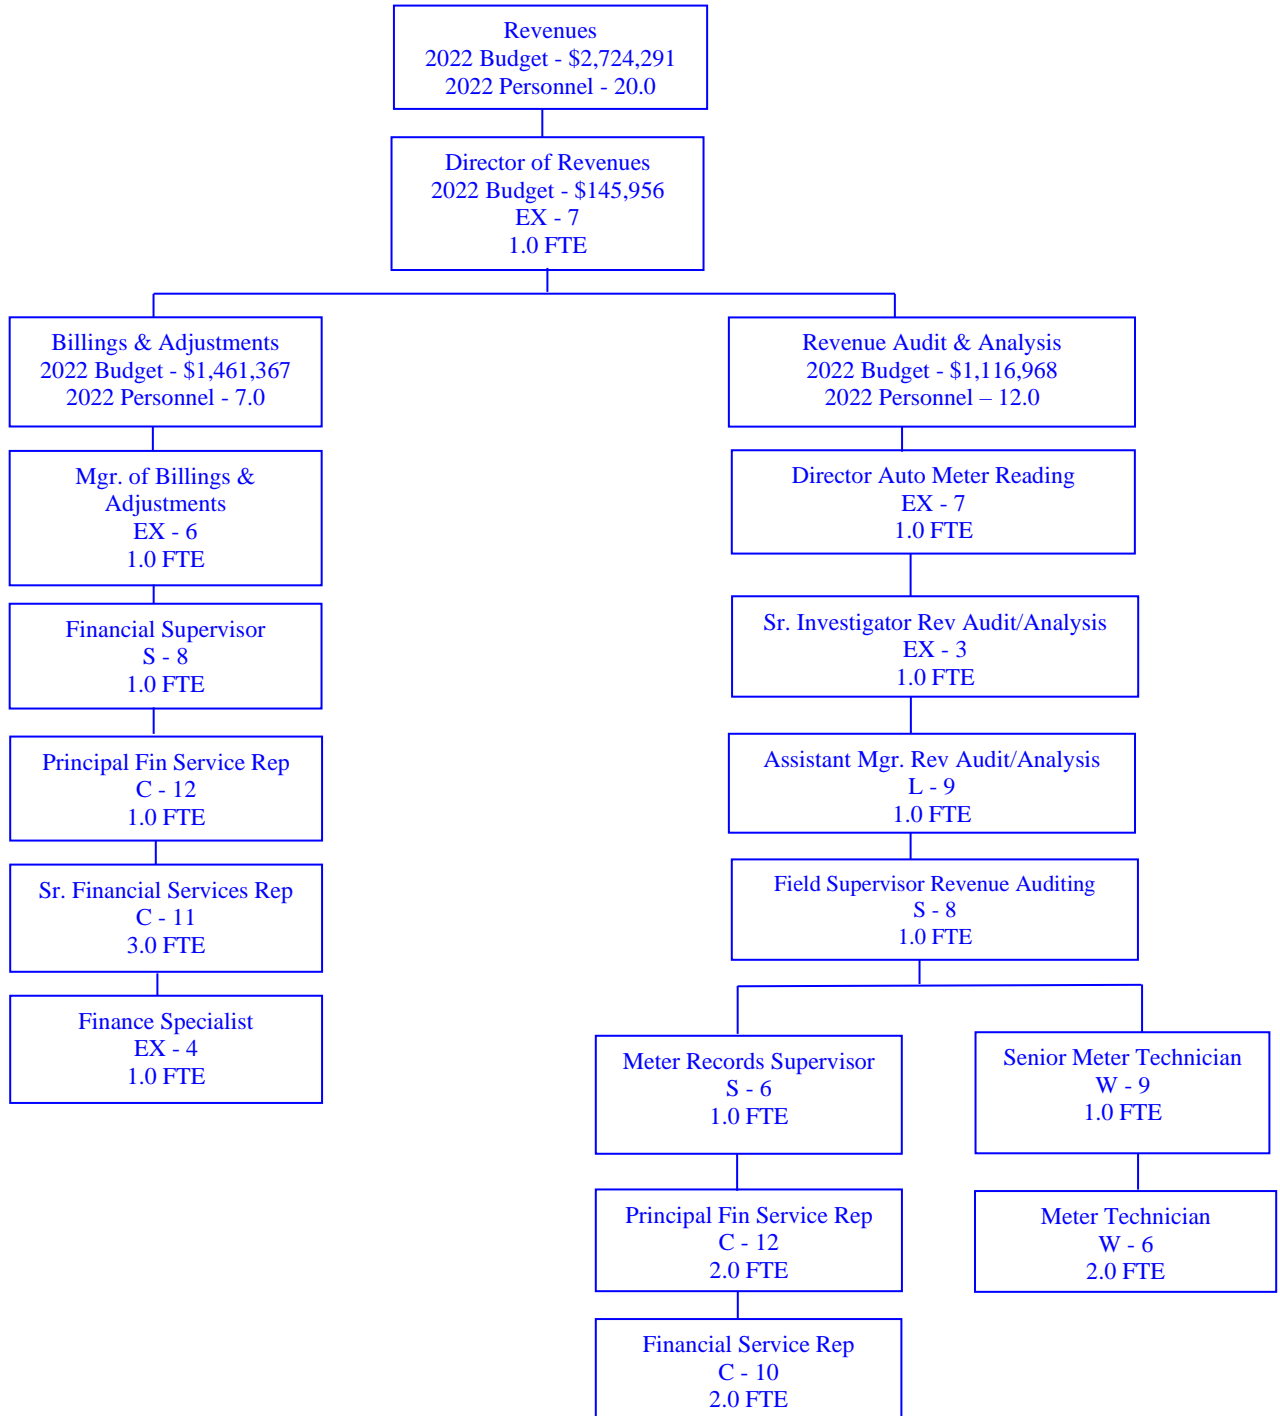 Revenues
2022 Budget - $2,724,291
2022 Personnel - 20.0
Director of Revenues
2022 Budget - $145,956
EX - 7
1.0 FTE
Billings & Adjustments
2022 Budget - $1,461,367
2022 Personnel - 7.0
Mgr. of Billings &
Adjustments
EX - 6
1.0 FTE
Financial Supervisor
S - 8
1.0 FTE
Principal Fin Service Rep
C - 12
1.0 FTE
Sr. Financial Services Rep
C - 11
3.0 FTE
Finance Specialist
EX - 4
1.0 FTE
Revenue Audit & Analysis
2022 Budget - $1,116,968
2022 Personnel – 12.0
Director Auto Meter Reading
EX - 7
1.0 FTE
Sr. Investigator Rev Audit/Analysis
EX - 3
1.0 FTE
Assistant Mgr. Rev Audit/Analysis
L - 9
1.0 FTE
Field Supervisor Revenue Auditing
S - 8
1.0 FTE
Meter Records Supervisor
S - 6
1.0 FTE
Principal Fin Service Rep
C - 12
2.0 FTE
Financial Service Rep
C - 10
2.0 FTE
Senior Meter Technician
W - 9
1.0 FTE
Meter Technician
W - 6
2.0 FTE